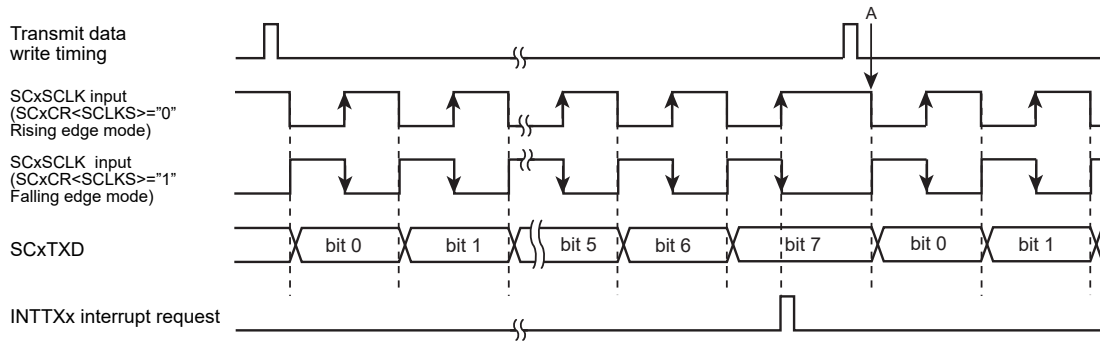 Transmit data
write timing
A
SCxSCLK input
(SCxCR<SCLKS>=”0”
Rising edge mode)
SCxSCLK  input
(SCxCR<SCLKS>=”1”
Falling edge mode)
SCxTXD
bit 0
bit 1
bit 5
bit 6
bit 7
bit 0
bit 1
INTTXx interrupt request